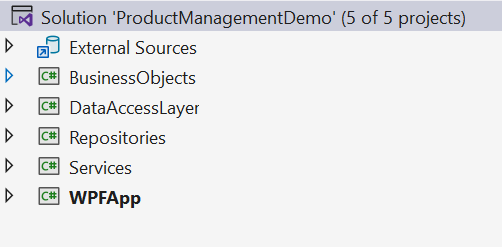 Solution 'ProductManagementDemo' (5 of 5 projects)
External Sources
C# BusinessObjects
C# DataAccessLayer
C# Repositories
C# Services
C# WPFApp